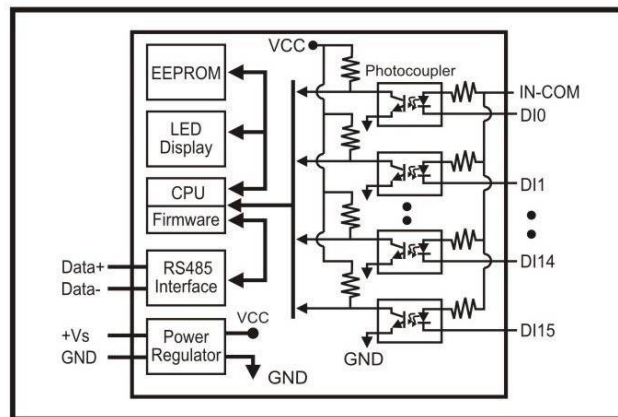 VCC
EEPROM
Photocoupler
IN-COM
DI0
LED
Display
DI1
CPU
Firmware
Data+
Data-
RS485
Interface
DI14
+Vs
GND
Power
Regulator
VCC
GND
GND
DI15